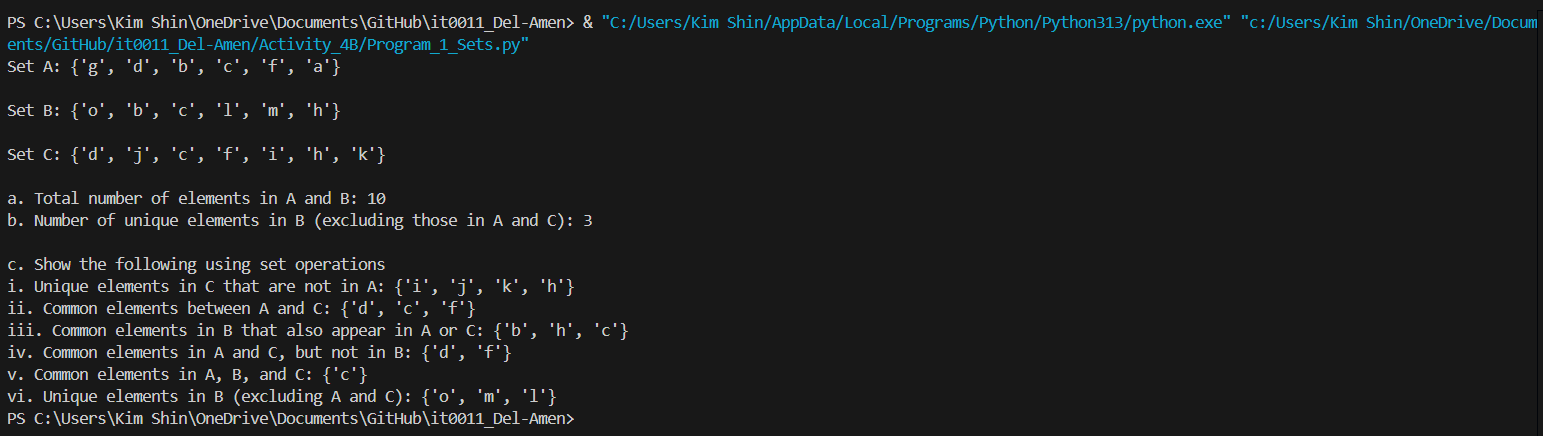 PS C:\Users\Kim Shin\OneDrive\Documents\GitHub\it0011_Del-Amen> & "C:/Users/Kim Shin/AppData/Local/Programs/Python/Python313/python.exe" "c:/Users/Kim Shin/OneDrive/Docum
ents/GitHub/it0011_Del-Amen/Activity_4B/Program_1_Sets.py"
Set A: {'g', 'd', 'b', 'c', 'f', 'a'}
Set B: {'o', 'b', 'c', 'l', 'm', 'h'}
Set C: {'d', 'j', 'c', 'f', 'i', 'h', 'k'}
a. Total number of elements in A and B: 10
b. Number of unique elements in B (excluding those in A and C): 3
c. Show the following using set operations
i. Unique elements in C that are not in A: {'i', 'j', 'k', 'h'}
ii. Common elements between A and C: {'d', 'c', 'f'}
iii. Common elements in B that also appear in A or C: {'b', 'h', 'c'}
iv. Common elements in A and C, but not in B: {'d', 'f'}
v. Common elements in A, B, and C: {'c'}
vi. Unique elements in B (excluding A and C): {'o', 'm', 'l'}
PS C:\Users\Kim Shin\OneDrive\Documents\GitHub\it0011_Del-Amen>